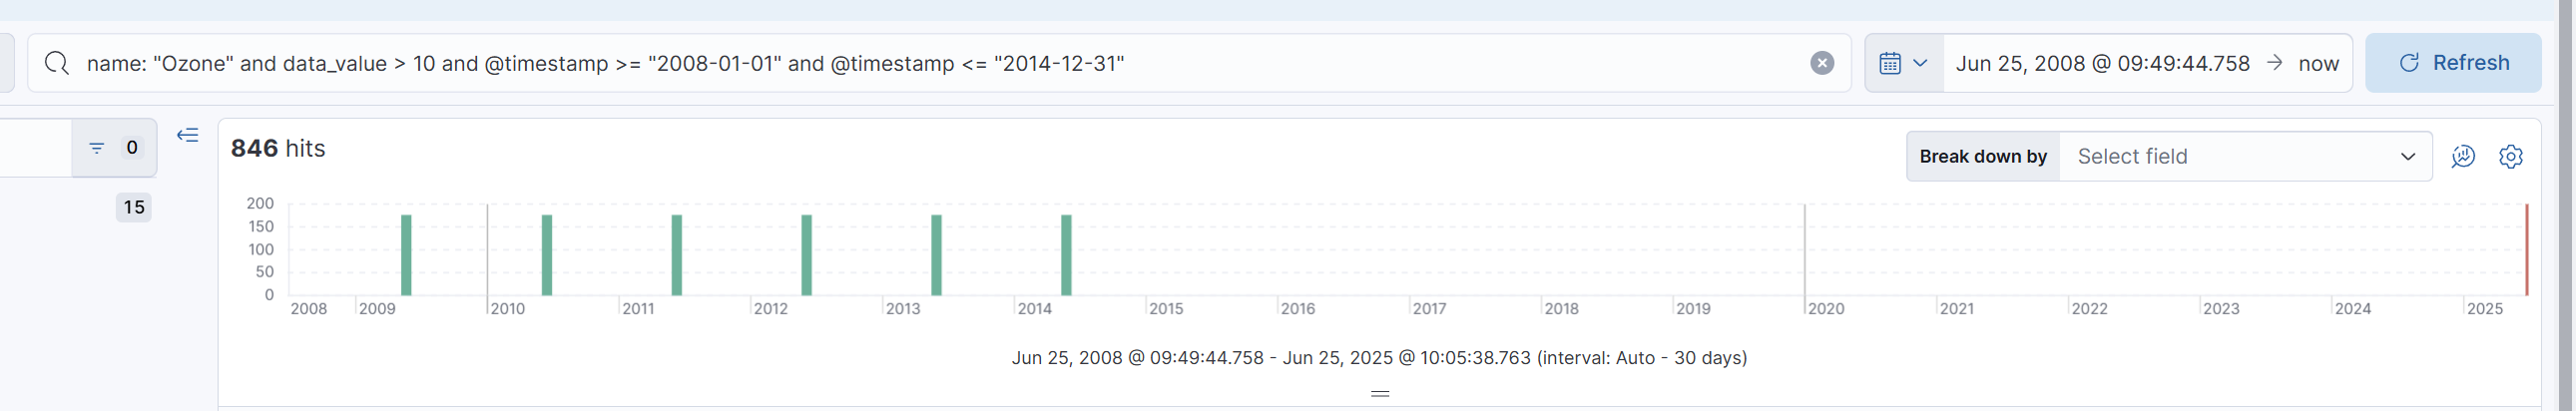 name: "Ozone" and data_value > 10 and @timestamp >= "2008-01-01" and @timestamp <= "2014-12-31"
Jun 25, 2008 @ 09:49:44.758 → now
Refresh
0
846 hits
Break down by
Select field
15
200
150
100
50
0
2008 2009 2010 2011 2012 2013 2014 2015 2016 2017 2018 2019 2020 2021 2022 2023 2024 2025
Jun 25, 2008 @ 09:49:44.758 - Jun 25, 2025 @ 10:05:38.763 (interval: Auto - 30 days)